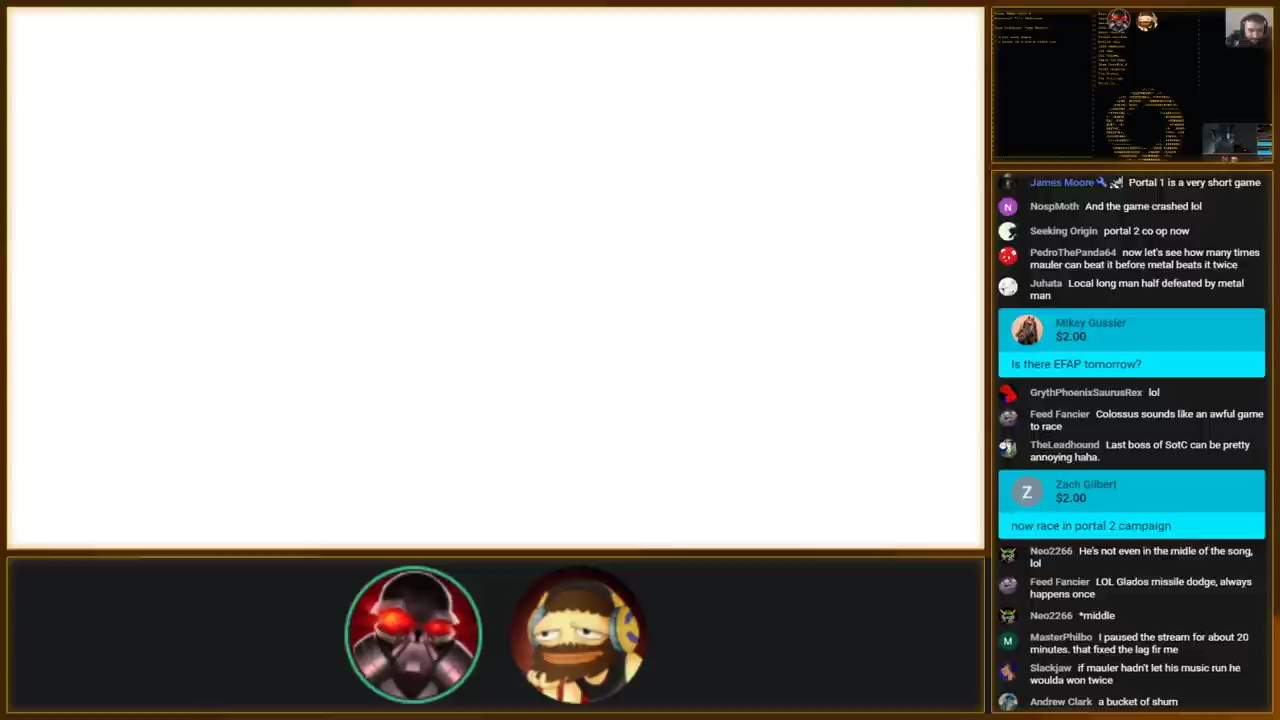 James Moore Portal 1 is a very short game
NospMoth And the game crashed lol
Seeking Origin portal 2 co op now
PedroThePanda64 now let's see how many times
mauler can beat it before metal beats it twice
Juhata Local long man half defeated by metal
man
Mikey Gussler
$2.00
Is there EFAP tomorrow?
GrythPhoenixSaurusRex lol
Feed Fancier Colossus sounds like an awful game
to race
TheLeadhound Last boss of SotC can be pretty
annoying haha.
Z
Zach Gilbert
$2.00
now race in portal 2 campaign
Neo2266 He's not even in the midle of the song,
lol
Feed Fancier LOL Glados missile dodge, always
happens once
Neo2266 *middle
MasterPhilbo I paused the stream for about 20
minutes. that fixed the lag fir me
Slackjaw if mauler hadn't let his music run he
woulda won twice
Andrew Clark a bucket of shum